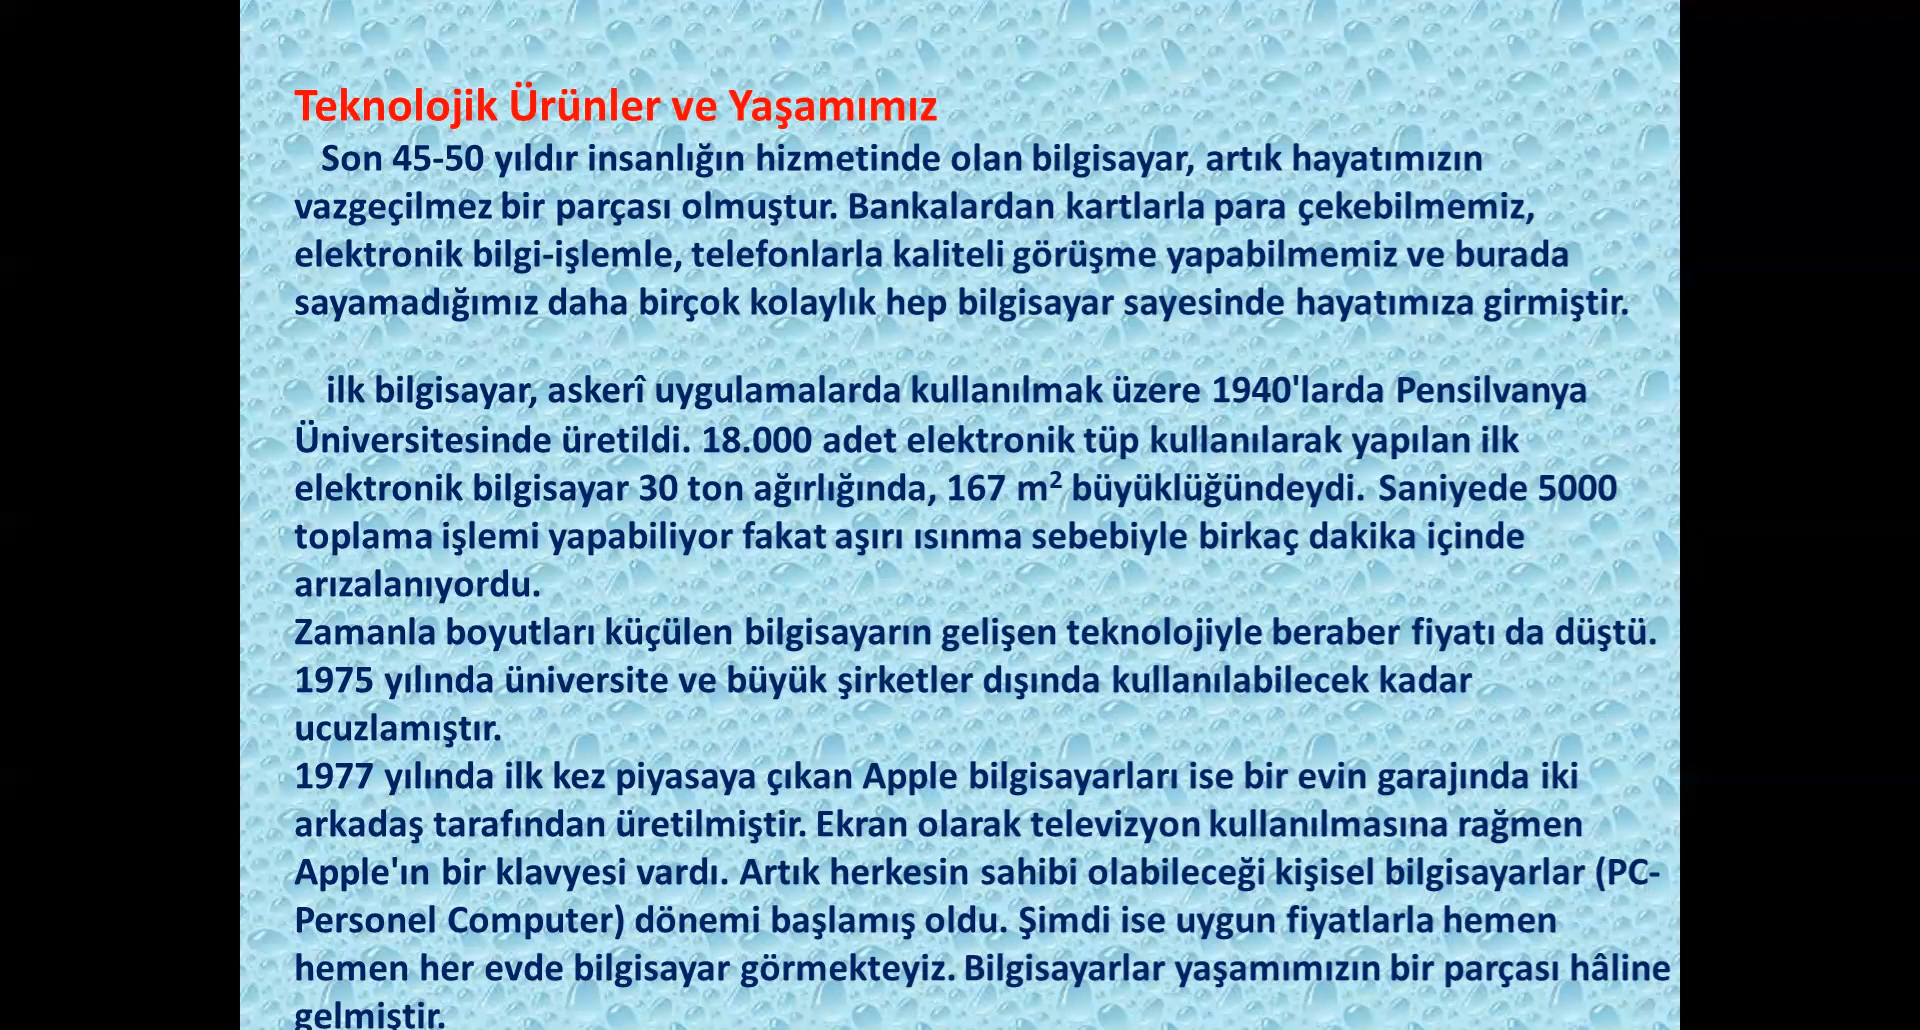 Teknolojik Ürünler ve Yaşamımız
Son 45-50 yıldır insanlığın hizmetinde olan bilgisayar, artık hayatımızın
vazgeçilmez bir parçası olmuştur. Bankalardan kartlarla para çekebilmemiz,
elektronik bilgi-işlemle, telefonlarla kaliteli görüşme yapabilmemiz ve burada
sayamadığımız daha birçok kolaylık hep bilgisayar sayesinde hayatımıza girmiştir.
ilk bilgisayar, askerî uygulamalarda kullanılmak üzere 1940'larda Pensilvanya
Üniversitesinde üretildi. 18.000 adet elektronik tüp kullanılarak yapılan ilk
elektronik bilgisayar 30 ton ağırlığında, 167 m² büyüklüğündeydi. Saniyede 5000
toplama işlemi yapabiliyor fakat aşırı ısınma sebebiyle birkaç dakika içinde
arızalanıyordu.
Zamanla boyutları küçülen bilgisayarın gelişen teknolojiyle beraber fiyatı da düştü.
1975 yılında üniversite ve büyük şirketler dışında kullanılabilecek kadar
ucuzlamıştır.
1977 yılında ilk kez piyasaya çıkan Apple bilgisayarları ise bir evin garajında iki
arkadaş tarafından üretilmiştir. Ekran olarak televizyon kullanılmasına rağmen
Apple'ın bir klavyesi vardı. Artık herkesin sahibi olabileceği kişisel bilgisayarlar (PC-
Personel Computer) dönemi başlamış oldu. Şimdi ise uygun fiyatlarla hemen
hemen her evde bilgisayar görmekteyiz. Bilgisayarlar yaşamımızın bir parçası hâline
gelmiştir.